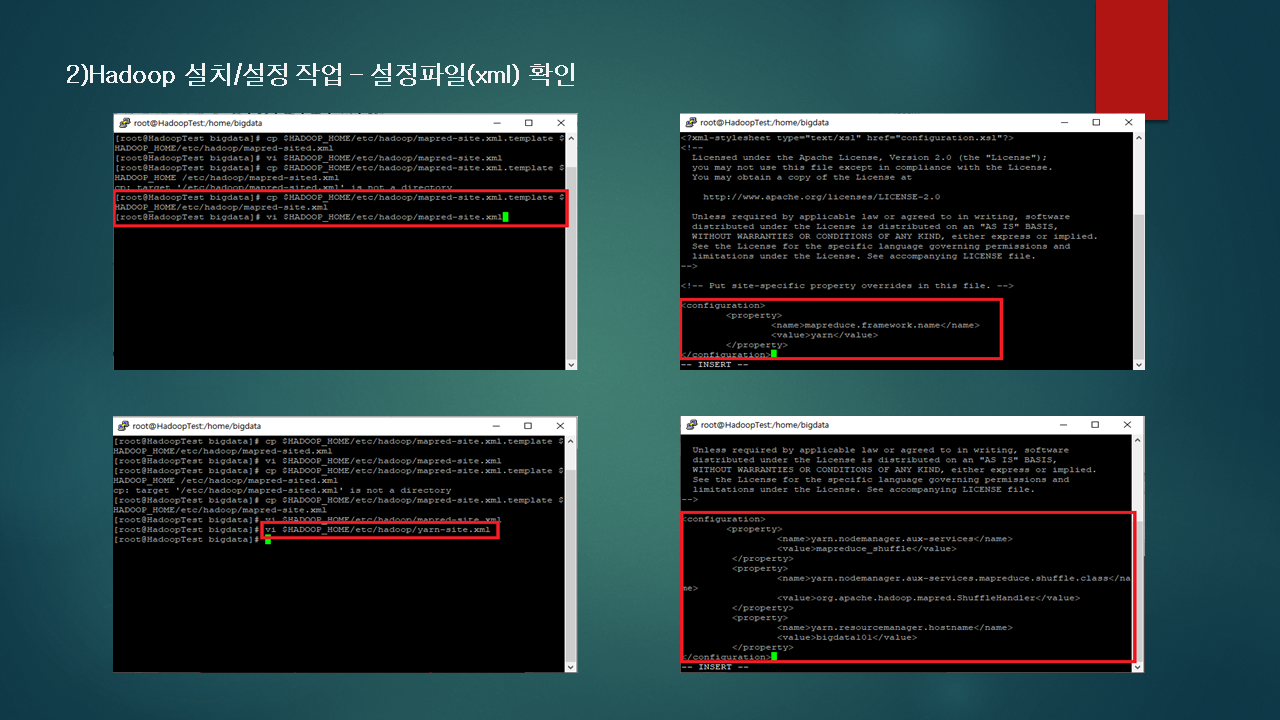 2)Hadoop 설치/설정 작업 – 설정파일(xml) 확인
root@HadoopTest:/home/bigdata
[root@HadoopTest bigdata]# cp $HADOOP_HOME/etc/hadoop/mapred-site.xml.template $
HADOOP_HOME/etc/hadoop/mapred-sited.xml
[root@HadoopTest bigdata]# vi $HADOOP_HOME/etc/hadoop/mapred-site.xml
[root@HadoopTest bigdata]# cp $HADOOP_HOME/etc/hadoop/mapred-site.xml.template $
HADOOP_HOME /etc/hadoop/mapred-sited.xml
cp: target '/etc/hadoop/mapred-sited.xml' is not a directory
[root@HadoopTest bigdata]# cp $HADOOP_HOME/etc/hadoop/mapred-site.xml.template $
HADOOP_HOME/etc/hadoop/mapred-site.xml
[root@HadoopTest bigdata]# vi $HADOOP_HOME/etc/hadoop/mapred-site.xml
root@HadoopTest:/home/bigdata
<?xml-stylesheet type="text/xsl" href="configuration.xsl"?>
<!--
Licensed under the Apache License, Version 2.0 (the "License");
you may not use this file except in compliance with the License.
You may obtain a copy of the License at
http://www.apache.org/licenses/LICENSE-2.0
Unless required by applicable law or agreed to in writing, software
distributed under the License is distributed on an "AS IS" BASIS,
WITHOUT WARRANTIES OR CONDITIONS OF ANY KIND, either express or implied.
See the License for the specific language governing permissions and
limitations under the License. See accompanying LICENSE file.
-->
<!-- Put site-specific property overrides in this file. -->
<configuration>
<property>
<name>mapreduce.framework.name</name>
<value>yarn</value>
</property>
</configuration>
-- INSERT --
root@HadoopTest:/home/bigdata
[root@HadoopTest bigdata]# cp $HADOOP_HOME/etc/hadoop/mapred-site.xml.template $
HADOOP_HOME/etc/hadoop/mapred-sited.xml
[root@HadoopTest bigdata]# vi $HADOOP_HOME/etc/hadoop/mapred-site.xml
[root@HadoopTest bigdata]# cp $HADOOP_HOME/etc/hadoop/mapred-site.xml.template $
HADOOP_HOME /etc/hadoop/mapred-sited.xml
cp: target '/etc/hadoop/mapred-sited.xml' is not a directory
[root@HadoopTest bigdata]# cp $HADOOP_HOME/etc/hadoop/mapred-site.xml.template $
HADOOP_HOME/etc/hadoop/mapred-site.xml
[root@HadoopTest bigdata]# vi $HADOOP_HOME/etc/hadoop/mapred-site.xml
[root@HadoopTest bigdata]# vi $HADOOP_HOME/etc/hadoop/yarn-site.xml
[root@HadoopTest bigdata]#
root@HadoopTest:/home/bigdata
Unless required by applicable law or agreed to in writing, software
distributed under the License is distributed on an "AS IS" BASIS,
WITHOUT WARRANTIES OR CONDITIONS OF ANY KIND, either express or implied.
See the License for the specific language governing permissions and
limitations under the License. See accompanying LICENSE file.
-->
<configuration>
<property>
<name>yarn.nodemanager.aux-services</name>
<value>mapreduce_shuffle</value>
</property>
<property>
<name>yarn.nodemanager.aux-services.mapreduce.shuffle.class</na
me>
<value>org.apache.hadoop.mapred.ShuffleHandler</value>
</property>
<property>
<name>yarn.resourcemanager.hostname</name>
<value>bigdata101</value>
</property>
</configuration>
-- INSERT --